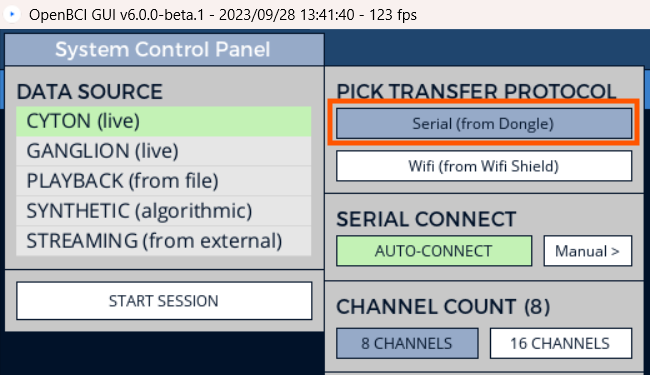 OpenBCI GUI v6.0.0-beta.1 - 2023/09/28 13:41:40 - 123 fps
System Control Panel
DATA SOURCE
CYTON (live)
GANGLION (live)
PLAYBACK (from file)
SYNTHETIC (algorithmic)
STREAMING (from external)
START SESSION
PICK TRANSFER PROTOCOL
Serial (from Dongle)
Wifi (from Wifi Shield)
SERIAL CONNECT
AUTO-CONNECT
Manual >
CHANNEL COUNT (8)
8 CHANNELS
16 CHANNELS